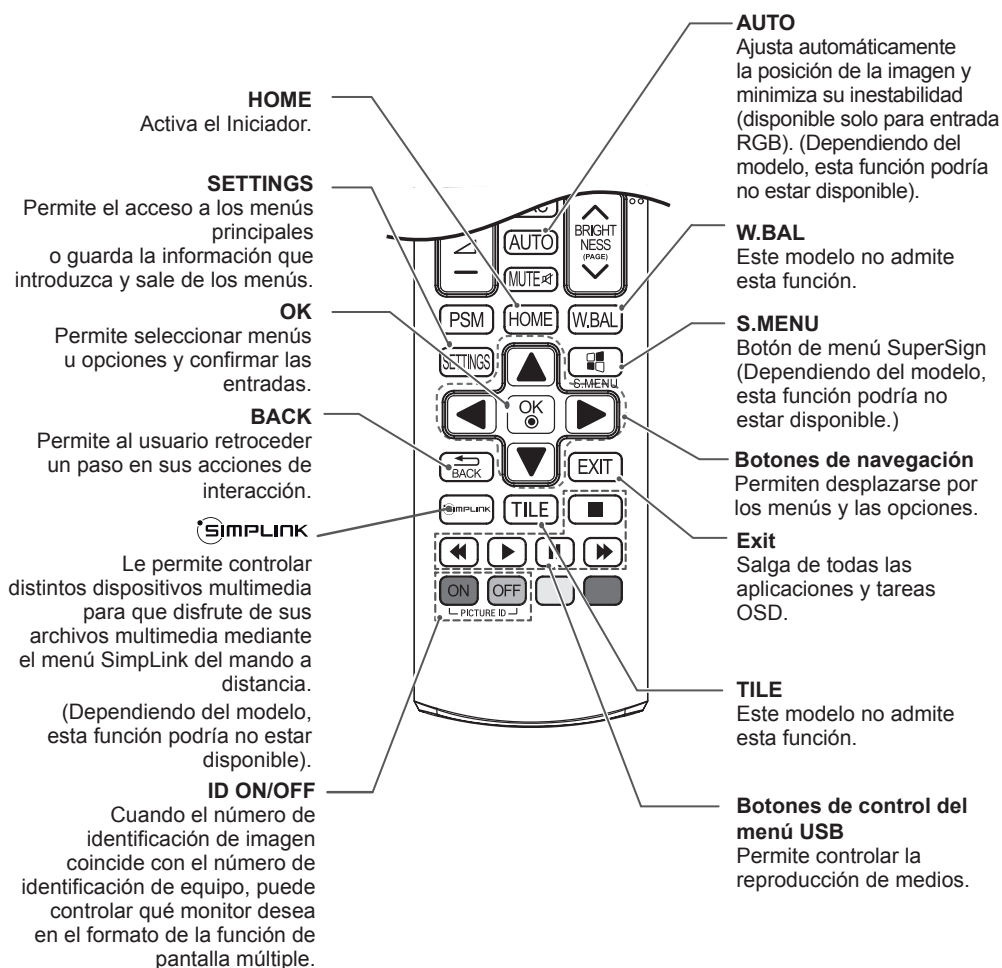 HOME
Activa el Iniciador.
SETTINGS
Permite el acceso a los menús
principales
o guarda la información que
introduzca y sale de los menús.
OK
Permite seleccionar menús
u opciones y confirmar las
entradas.
BACK
Permite al usuario retroceder
un paso en sus acciones de
interacción.
SIMPLINK
Le permite controlar
distintos dispositivos multimedia
para que disfrute de sus
archivos multimedia mediante
el menú SimpLink del mando a
distancia.
(Dependiendo del modelo,
esta función podría no estar
disponible).
ID ON/OFF
Cuando el número de
identificación de imagen
coincide con el número de
identificación de equipo, puede
controlar qué monitor desea
en el formato de la función de
pantalla múltiple.
AUTO
BRIGHT
NESS
(PAGE)
MUTE
PSM
HOME
W.BAL
SETTINGS
S.MENU
OK
BACK
EXIT
SIMPLINK
TILE
ON
OFF
PICTURE ID
AUTO
Ajusta automáticamente
la posición de la imagen y
minimiza su inestabilidad
(disponible solo para entrada
RGB). (Dependiendo del
modelo, esta función podría
no estar disponible).
W.BAL
Este modelo no admite
esta función.
S.MENU
Botón de menú SuperSign
(Dependiendo del modelo,
esta función podría no
estar disponible.)
Botones de navegación
Permiten desplazarse por
los menús y las opciones.
Exit
Salga de todas las
aplicaciones y tareas
OSD.
TILE
Este modelo no admite
esta función.
Botones de control del
menú USB
Permite controlar la
reproducción de medios.